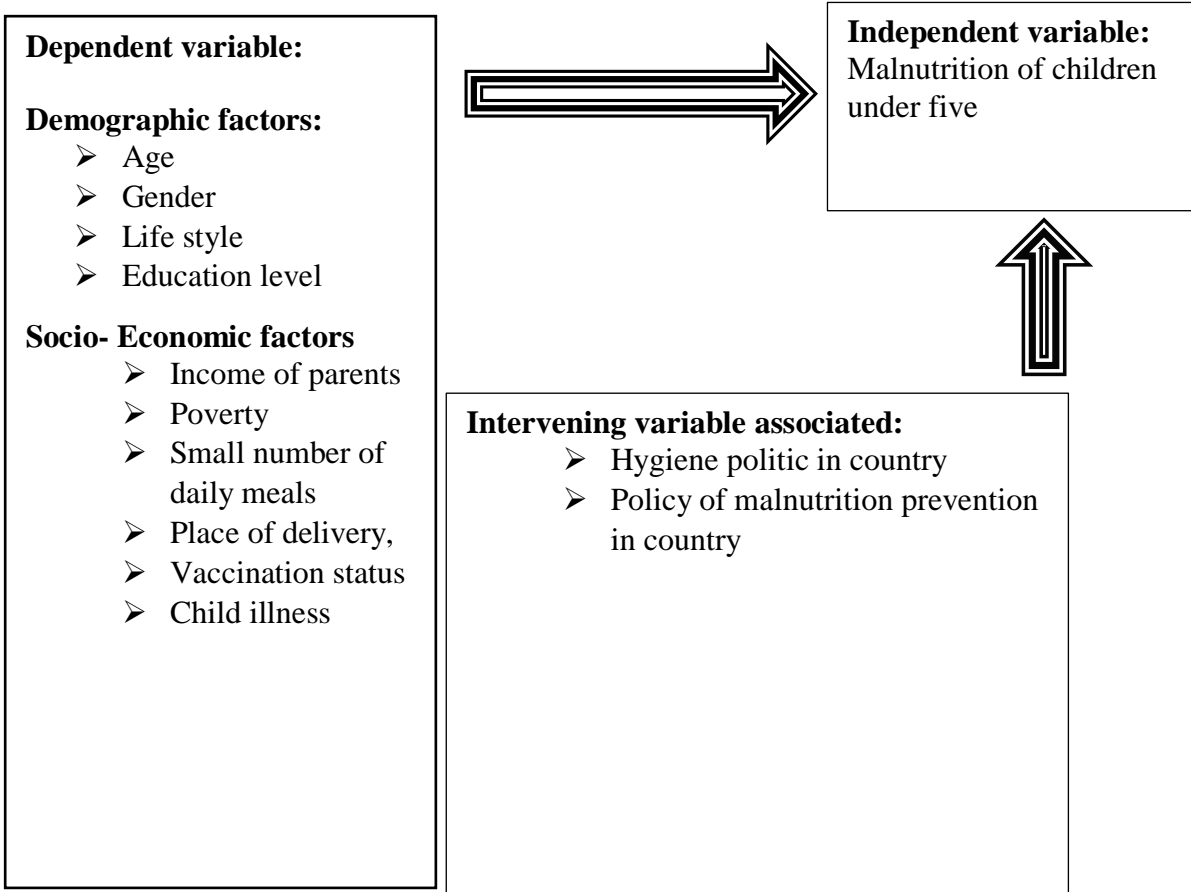 Dependent variable:
Demographic factors:
➢ Age
➢ Gender
➢ Life style
➢ Education level
Socio- Economic factors
➢ Income of parents
➢ Poverty
➢ Small number of
daily meals
➢ Place of delivery,
➢ Vaccination status
➢ Child illness
Independent variable:
Malnutrition of children
under five
Intervening variable associated:
➢ Hygiene politic in country
➢ Policy of malnutrition prevention
in country